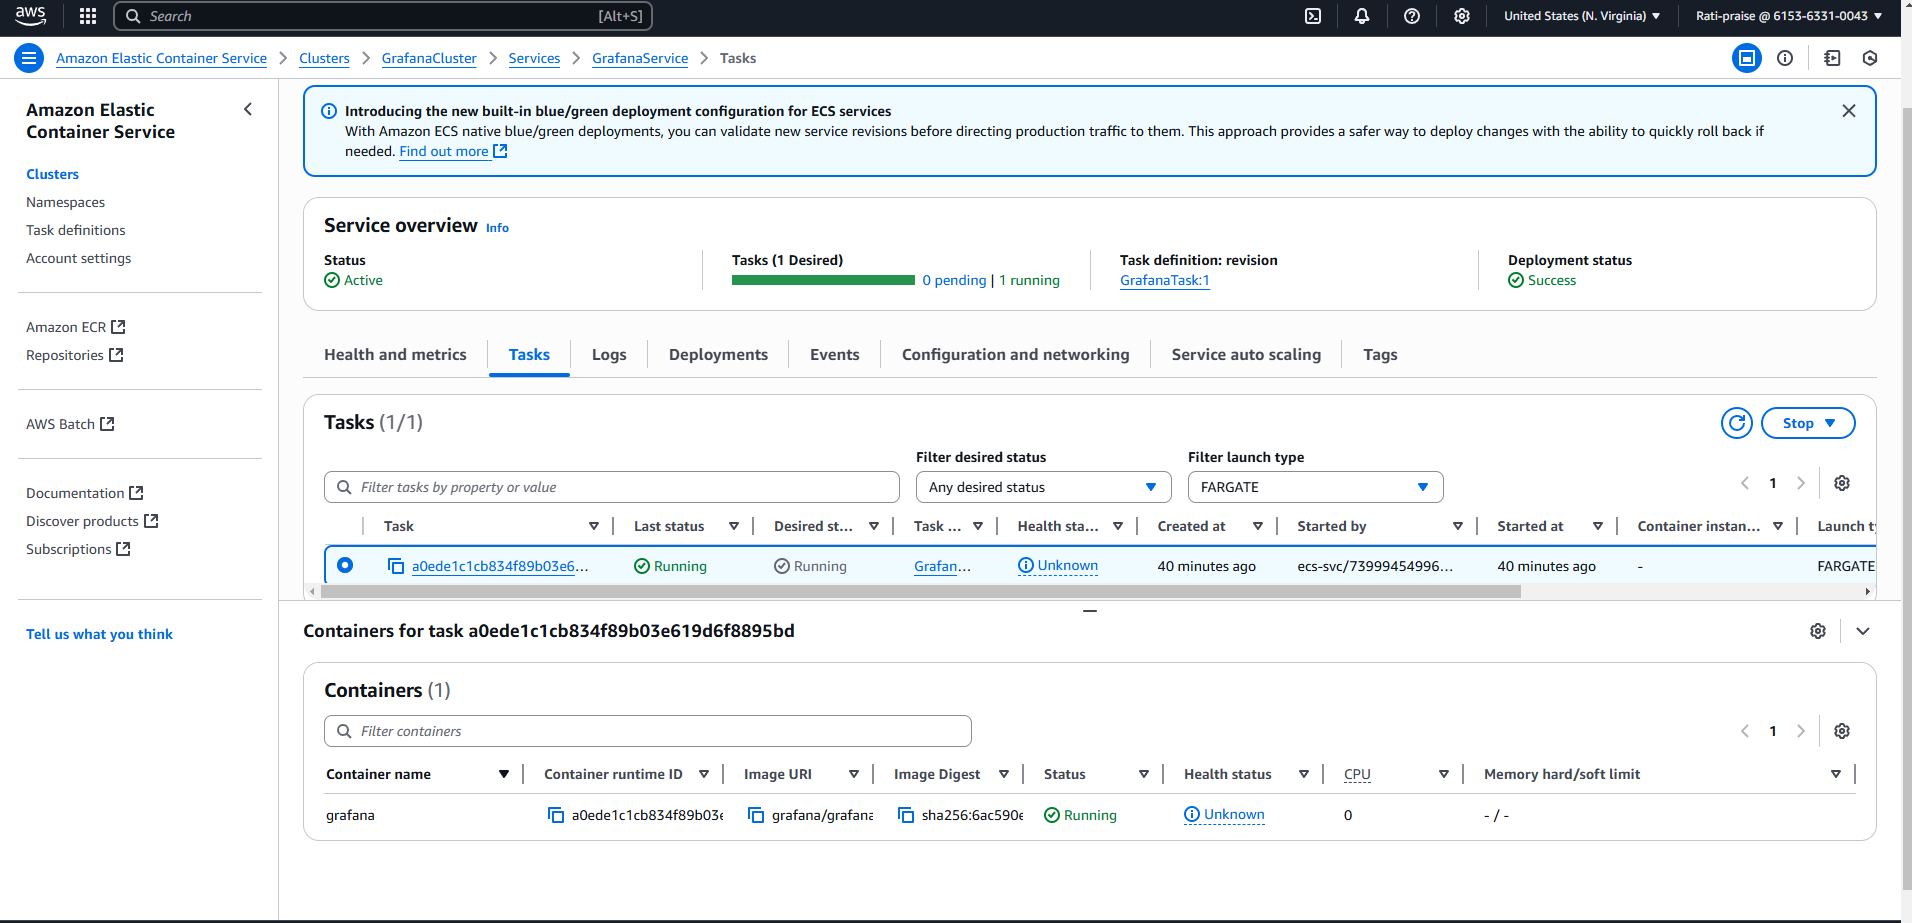 aws
Search [Alt+S] United States (N. Virginia) Rati-praise @ 6153-6331-0043
Amazon Elastic Container Service Clusters GrafanaCluster Services GrafanaService Tasks
Amazon Elastic
Container Service
Clusters
Namespaces
Task definitions
Account settings
Amazon ECR
Repositories
AWS Batch
Documentation
Discover products
Subscriptions
Tell us what you think
Introducing the new built-in blue/green deployment configuration for ECS services
With Amazon ECS native blue/green deployments, you can validate new service revisions before directing production traffic to them. This approach provides a safer way to deploy changes with the ability to quickly roll back if
needed. Find out more
Service overview Info
Status
Active
Tasks (1 Desired)
0 pending | 1 running
Task definition: revision
GrafanaTask:1
Deployment status
Success
Health and metrics Tasks Logs Deployments Events Configuration and networking Service auto scaling Tags
Tasks (1/1)
Stop
Filter desired status Filter launch type
Filter tasks by property or value Any desired status FARGATE 1
Task Last status Desired st... Task ... Health sta... Created at Started by Started at Container instan... Launch t
a0ede1c1cb834f89b03e6... Running Running Grafan... Unknown 40 minutes ago ecs-svc/73999454996... 40 minutes ago - FARGATE
Containers for task a0ede1c1cb834f89b03e619d6f8895bd
Containers (1)
Filter containers 1
Container name Container runtime ID Image URI Image Digest Status Health status CPU Memory hard/soft limit
grafana a0ede1c1cb834f89b03e grafana/grafana sha256:6ac590e Running Unknown 0 - / -